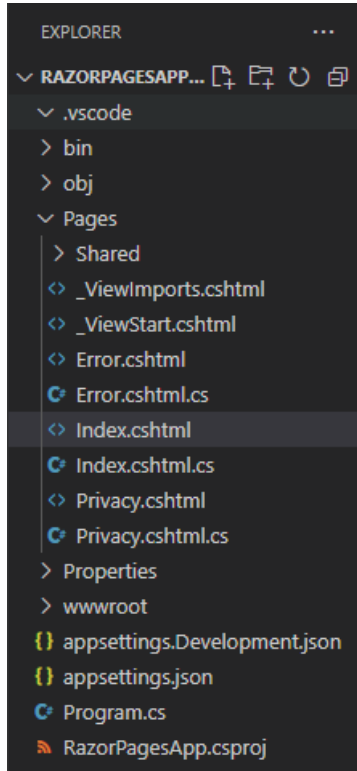 EXPLORER
RAZORPAGESAPP...
.vscode
bin
obj
Pages
Shared
_ViewImports.cshtml
_ViewStart.cshtml
Error.cshtml
Error.cshtml.cs
Index.cshtml
Index.cshtml.cs
Privacy.cshtml
Privacy.cshtml.cs
Properties
wwwroot
appsettings.Development.json
appsettings.json
Program.cs
RazorPagesApp.csproj